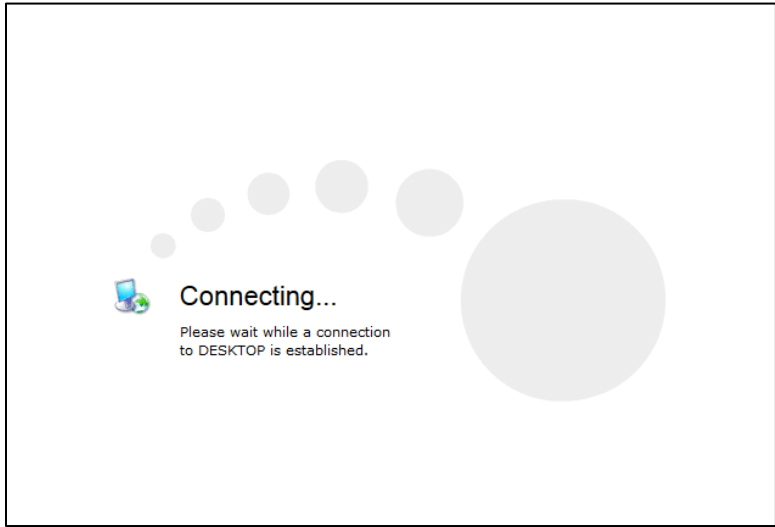 Connecting...
Please wait while a connection
to DESKTOP is established.